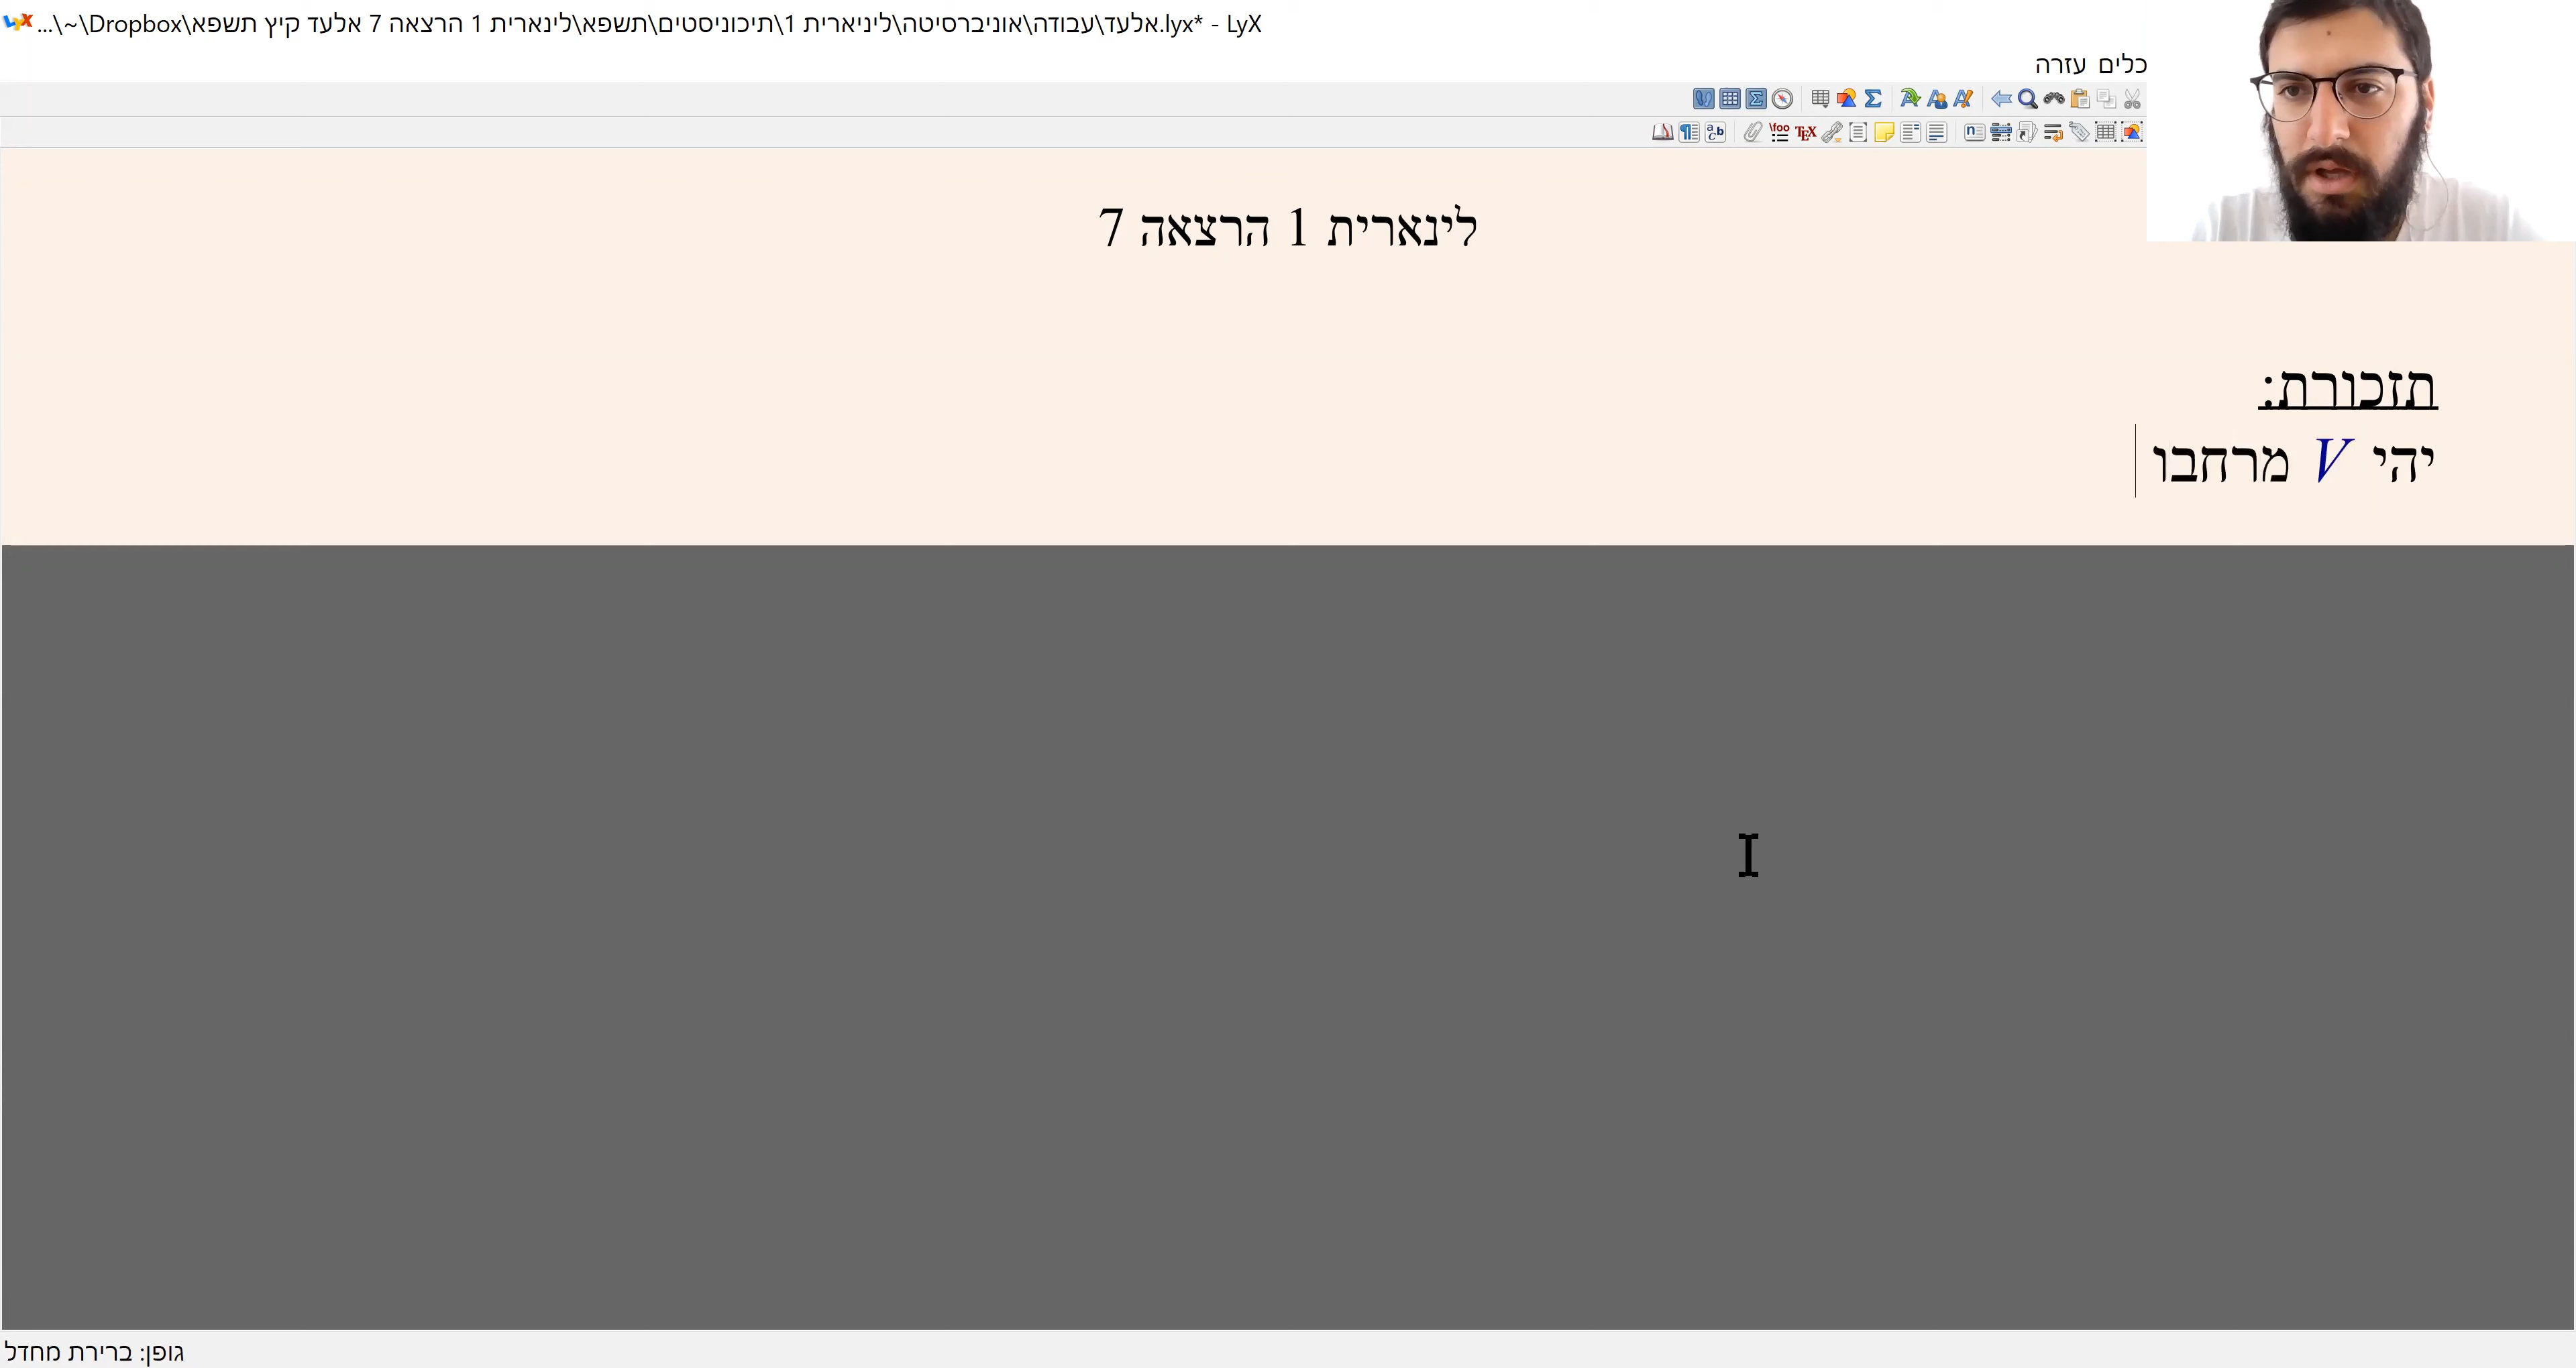 ...\~\Dropbox\אלעד\עבודה\אוניברסיטה\ליניארית 1\תיכוניסטים\תשפא\לינארית 1 הרצאה 7 אלעד קיץ תשפא.lyx* - LyX
כלים עזרה
לינארית 1 הרצאה 7
תזכורת:
יהי V מרחבו
גופן: ברירת מחדל